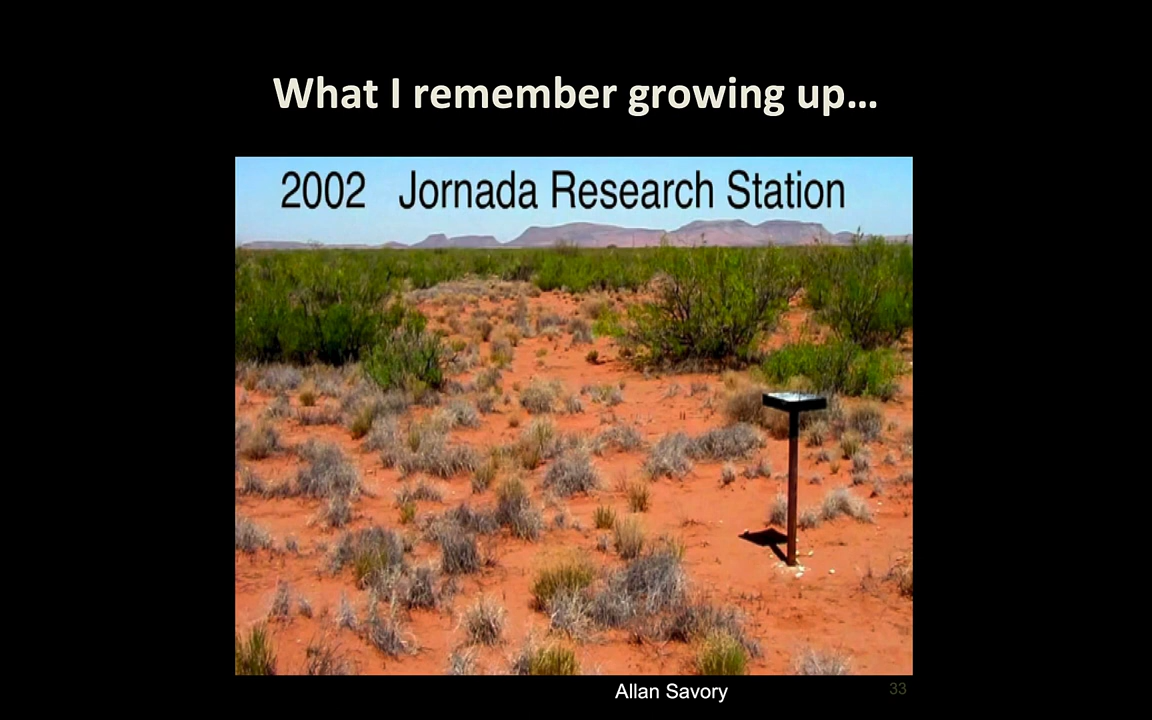 What I remember growing up...
2002 Jornada Research Station
Allan Savory
33